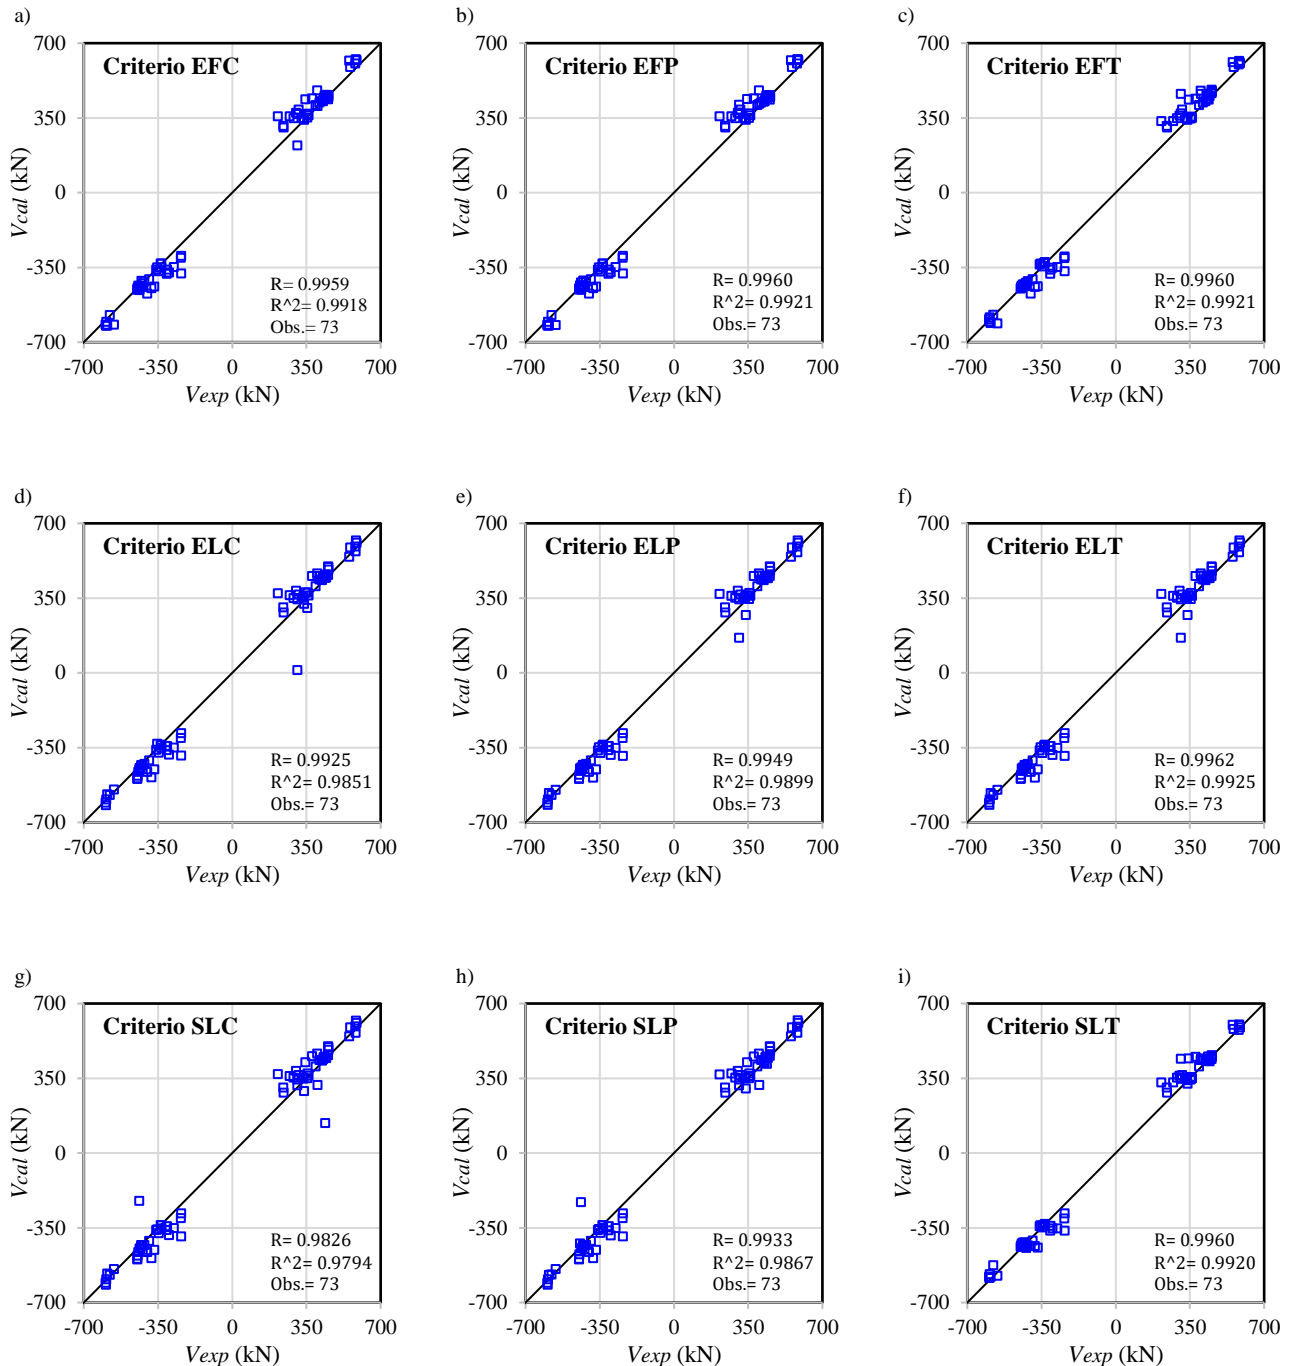 a)
b)
c)
700
350
0
-350
-700
Criterio EFC
R= 0.9959
R^2= 0.9918
Obs.= 73
-700 -350 0 350 700
Vexp (kN)
Vcal (kN)
700
350
0
-350
-700
Criterio EFP
R= 0.9960
R^2= 0.9921
Obs.= 73
-700 -350 0 350 700
Vexp (kN)
Vcal (kN)
700
350
0
-350
-700
Criterio EFT
R= 0.9960
R^2= 0.9921
Obs.= 73
-700 -350 0 350 700
Vexp (kN)
Vcal (kN)
d)
e)
f)
700
350
0
-350
-700
Criterio ELC
R= 0.9925
R^2= 0.9851
Obs.= 73
-700 -350 0 350 700
Vexp (kN)
Vcal (kN)
700
350
0
-350
-700
Criterio ELP
R= 0.9949
R^2= 0.9899
Obs.= 73
-700 -350 0 350 700
Vexp (kN)
Vcal (kN)
700
350
0
-350
-700
Criterio ELT
R= 0.9962
R^2= 0.9925
Obs.= 73
-700 -350 0 350 700
Vexp (kN)
Vcal (kN)
g)
h)
i)
700
350
0
-350
-700
Criterio SLC
R= 0.9826
R^2= 0.9794
Obs.= 73
-700 -350 0 350 700
Vexp (kN)
Vcal (kN)
700
350
0
-350
-700
Criterio SLP
R= 0.9933
R^2= 0.9867
Obs.= 73
-700 -350 0 350 700
Vexp (kN)
Vcal (kN)
700
350
0
-350
-700
Criterio SLT
R= 0.9960
R^2= 0.9920
Obs.= 73
-700 -350 0 350 700
Vexp (kN)
Vcal (kN)